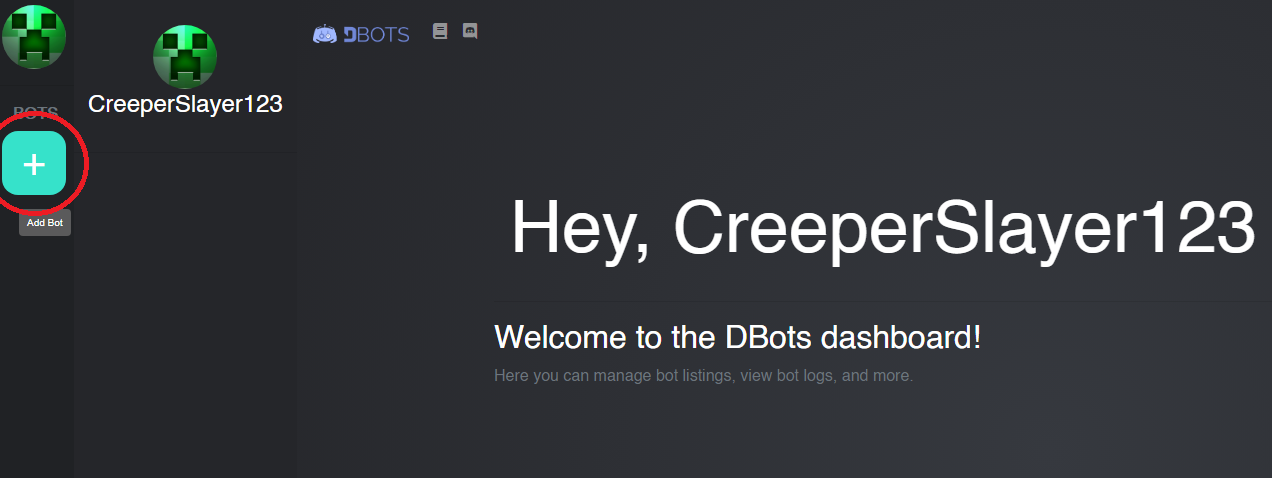 BOTS
+
Add Bot
CreeperSlayer123
DBOTS
Hey, CreeperSlayer123
Welcome to the DBots dashboard!
Here you can manage bot listings, view bot logs, and more.